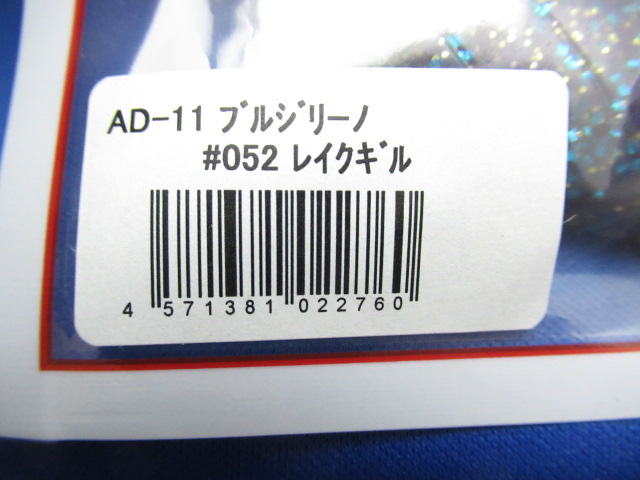 AD-11 ﾌﾞﾙｼﾞﾘｰﾉ
#052 ﾚｲｸｷﾞﾙ
4 571381 022760